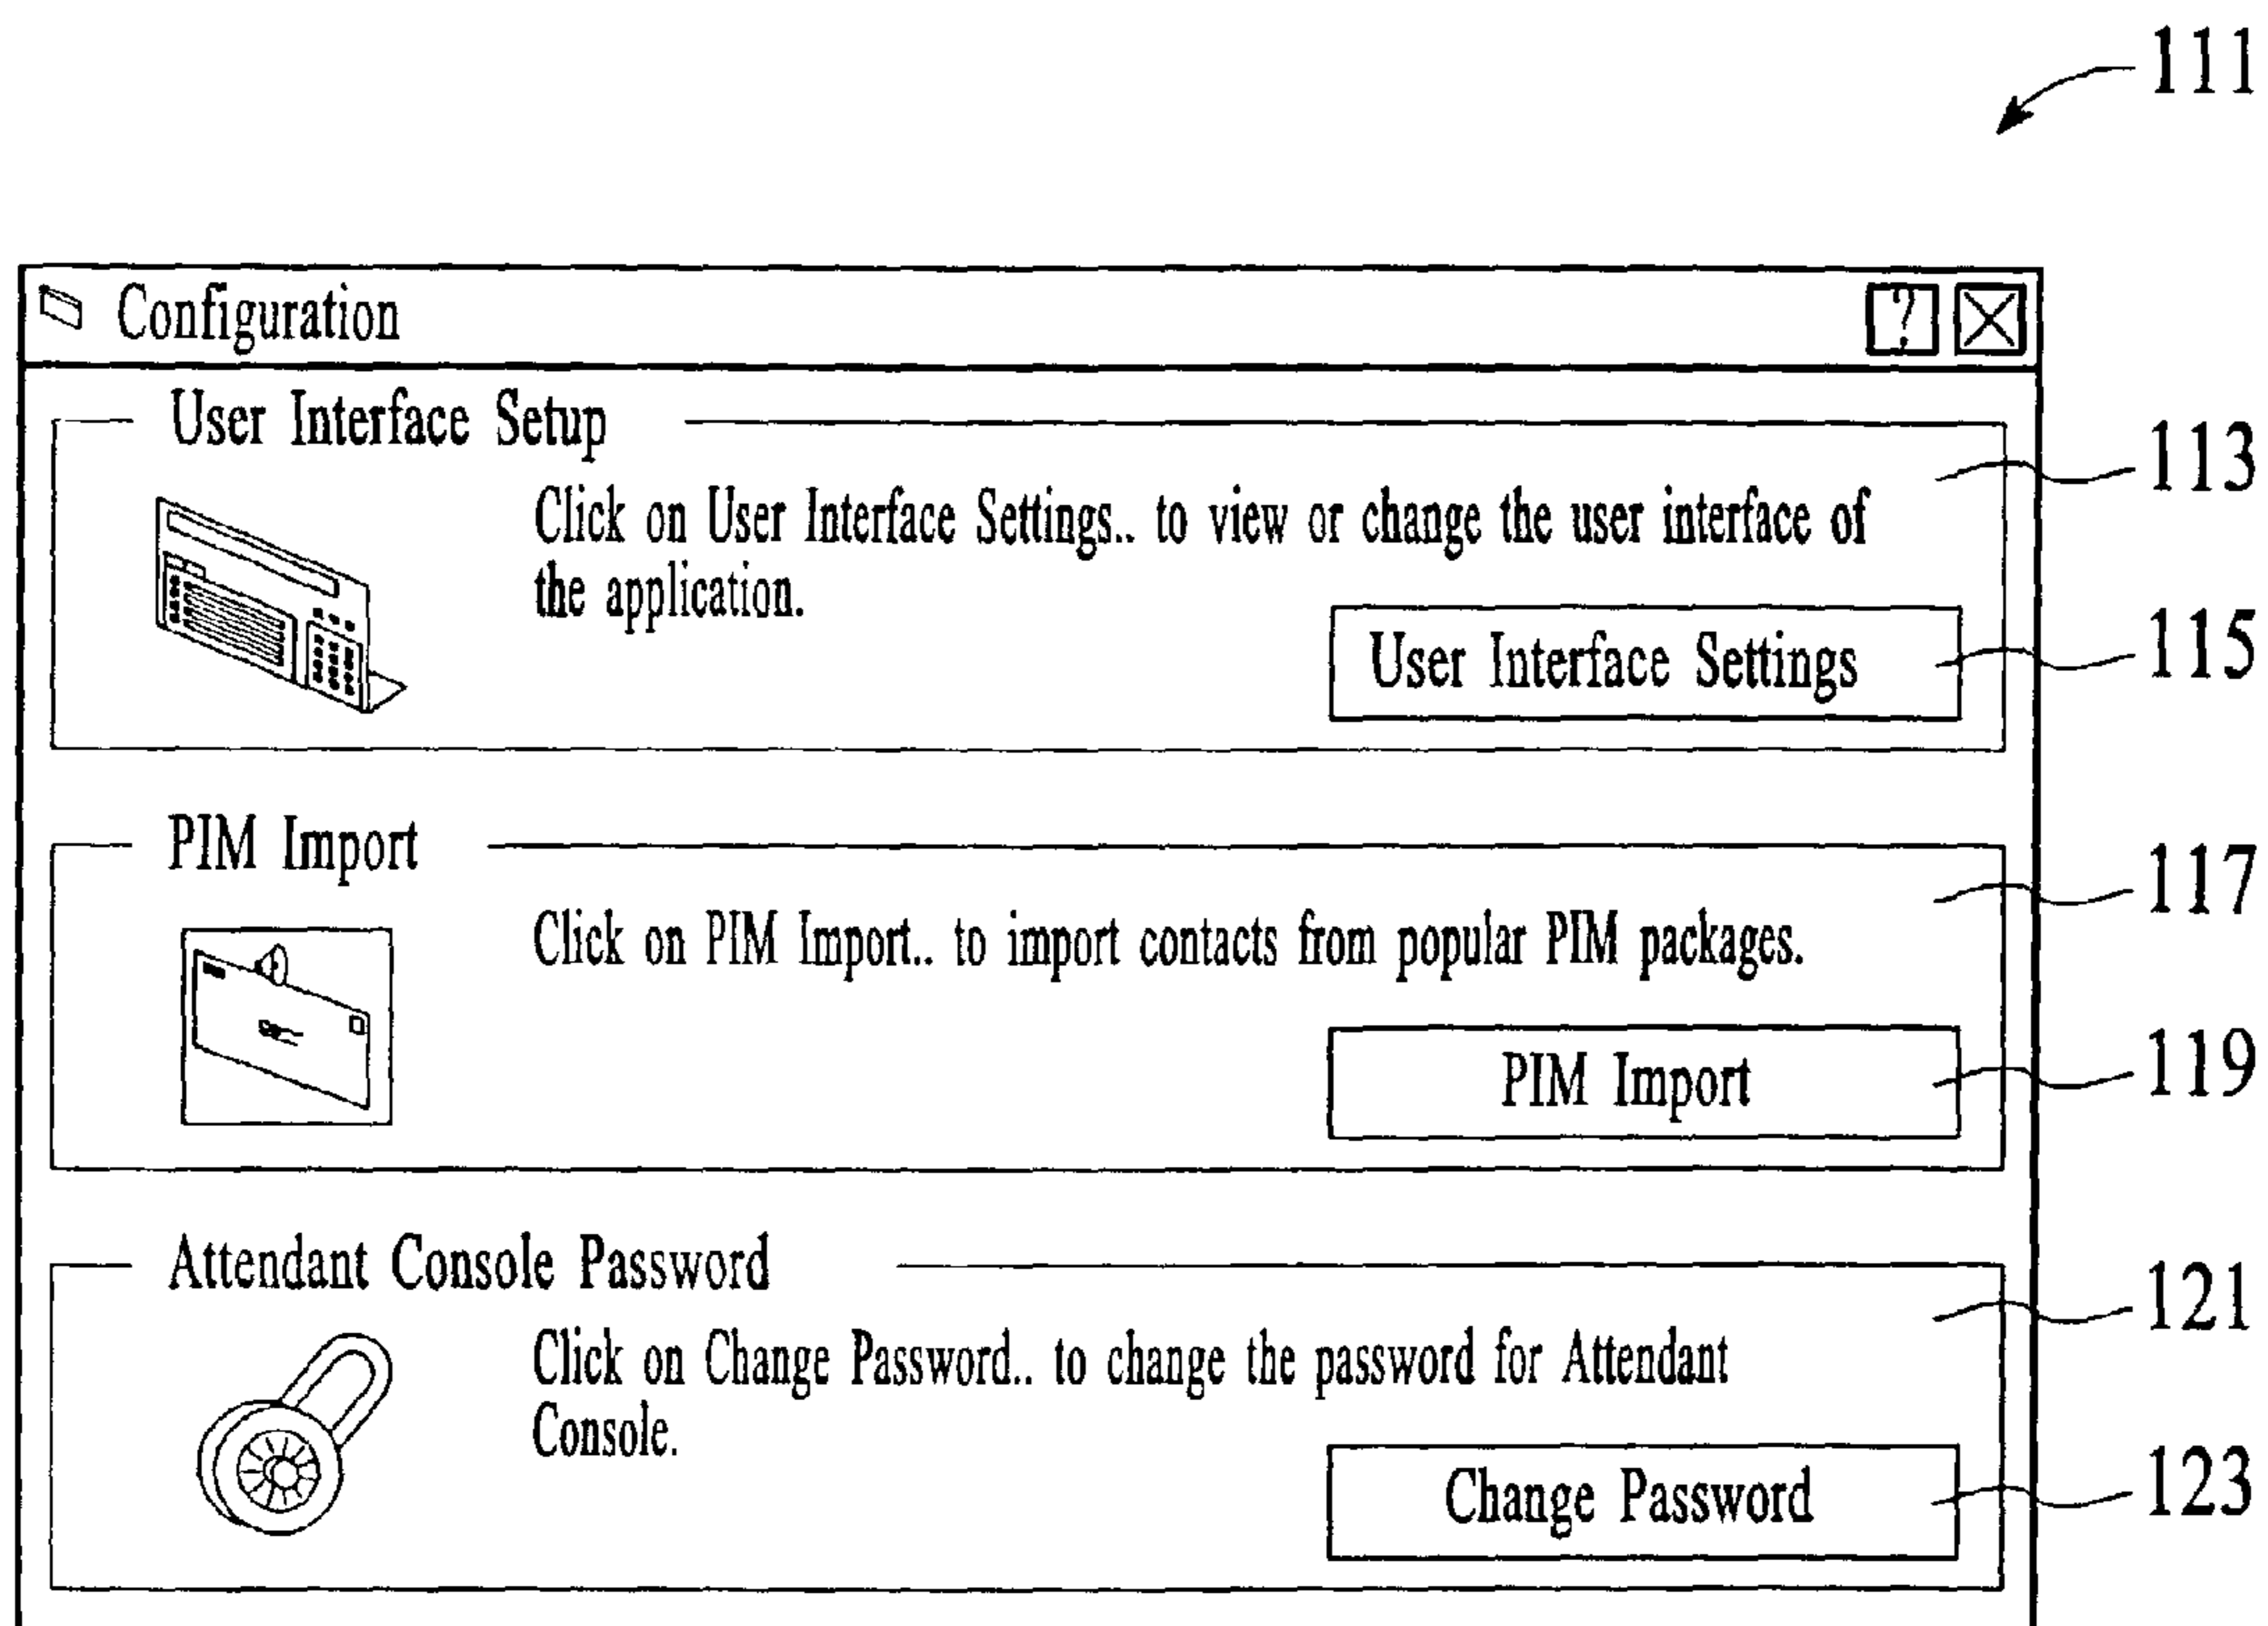 111
Configuration ?
User Interface Setup
113
Click on User Interface Settings.. to view or change the user interface of
the application.
User Interface Settings
115
PIM Import
117
Click on PIM Import.. to import contacts from popular PIM packages.
PIM Import
119
Attendant Console Password
121
Click on Change Password.. to change the password for Attendant
Console.
Change Password
123